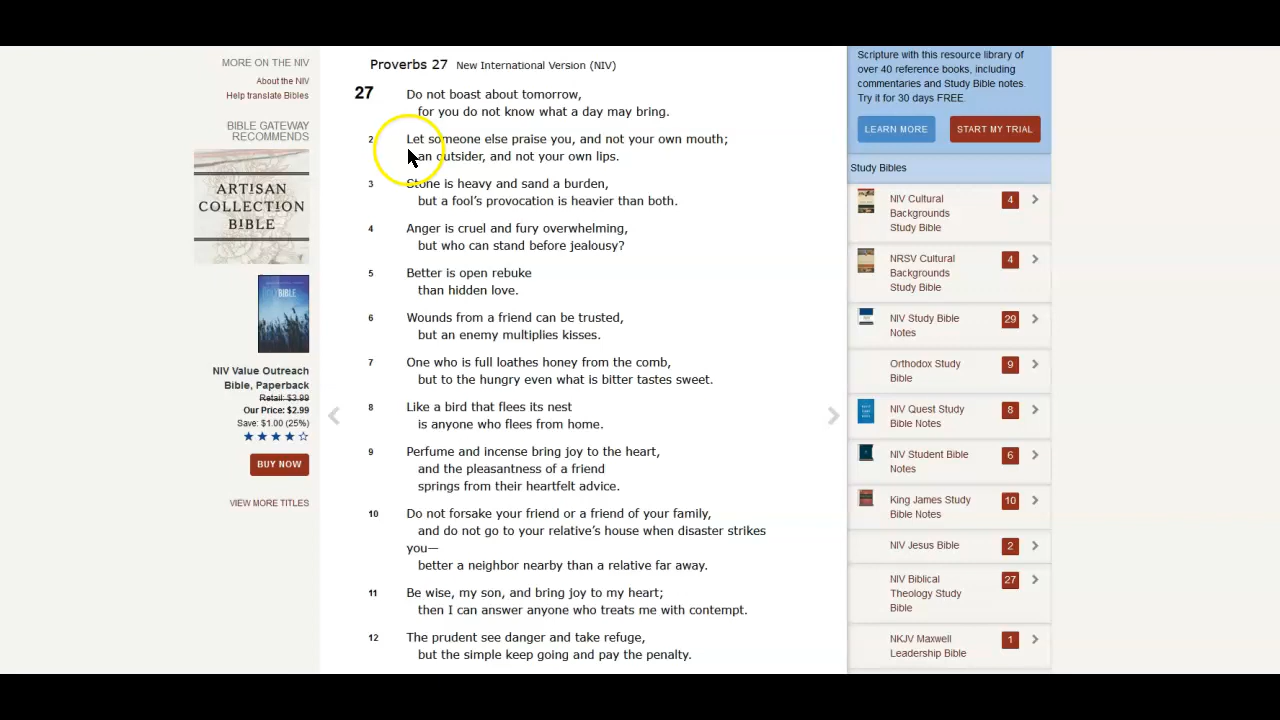 MORE ON THE NIV
About the NIV
Help translate Bibles
BIBLE GATEWAY
RECOMMENDS
ARTISAN
COLLECTION
BIBLE
BIBLE
NIV Value Outreach
Bible, Paperback
Retail: $3.99
Our Price: $2.99
Save: $1.00 (25%)
BUY NOW
VIEW MORE TITLES
Proverbs 27 New International Version (NIV)
27 Do not boast about tomorrow,
for you do not know what a day may bring.
2 Let someone else praise you, and not your own mouth;
an outsider, and not your own lips.
3 Stone is heavy and sand a burden,
but a fool’s provocation is heavier than both.
4 Anger is cruel and fury overwhelming,
but who can stand before jealousy?
5 Better is open rebuke
than hidden love.
6 Wounds from a friend can be trusted,
but an enemy multiplies kisses.
7 One who is full loathes honey from the comb,
but to the hungry even what is bitter tastes sweet.
8 Like a bird that flees its nest
is anyone who flees from home.
9 Perfume and incense bring joy to the heart,
and the pleasantness of a friend
springs from their heartfelt advice.
10 Do not forsake your friend or a friend of your family,
and do not go to your relative’s house when disaster strikes
you—
better a neighbor nearby than a relative far away.
11 Be wise, my son, and bring joy to my heart;
then I can answer anyone who treats me with contempt.
12 The prudent see danger and take refuge,
but the simple keep going and pay the penalty.
Scripture with this resource library of
over 40 reference books, including
commentaries and Study Bible notes.
Try it for 30 days FREE.
LEARN MORE START MY TRIAL
Study Bibles
NIV Cultural 4
Backgrounds
Study Bible
NRSV Cultural 4
Backgrounds
Study Bible
NIV Study Bible 29
Notes
Orthodox Study 9
Bible
NIV Quest Study 8
Bible Notes
NIV Student Bible 6
Notes
King James Study 10
Bible Notes
NIV Jesus Bible 2
NIV Biblical 27
Theology Study
Bible
NKJV Maxwell 1
Leadership Bible